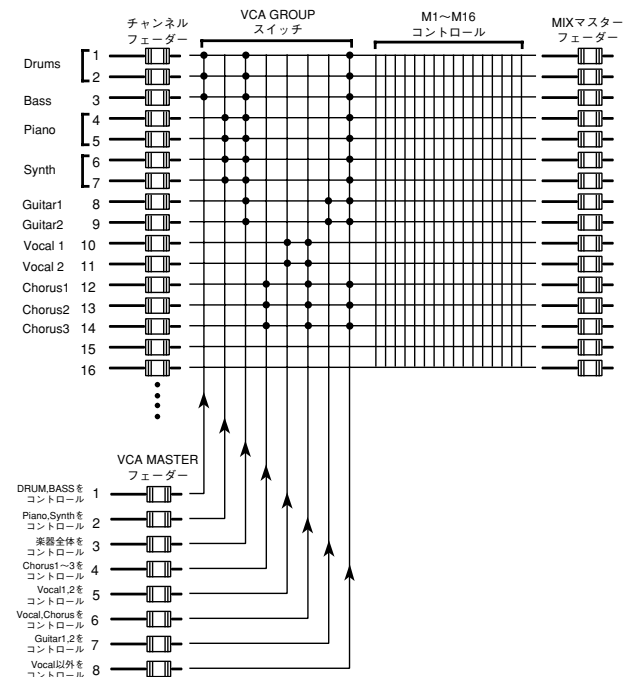 チャンネル
フェーダー
VCA GROUP
スイッチ
M1〜M16
コントロール
MIXマスター
フェーダー
Drums
1
2
Bass 3
Piano
4
5
Synth
6
7
Guitar1 8
Guitar2 9
Vocal 1 10
Vocal 2 11
Chorus1 12
Chorus2 13
Chorus3 14
15
16
VCA MASTER
フェーダー
DRUM,BASSを
コントロール 1
Piano,Synthを
コントロール 2
楽器全体を
コントロール 3
Chorus1〜3を
コントロール 4
Vocal1,2を
コントロール 5
Vocal,Chorusを
コントロール 6
Guitar1,2を
コントロール 7
Vocal以外を
コントロール 8